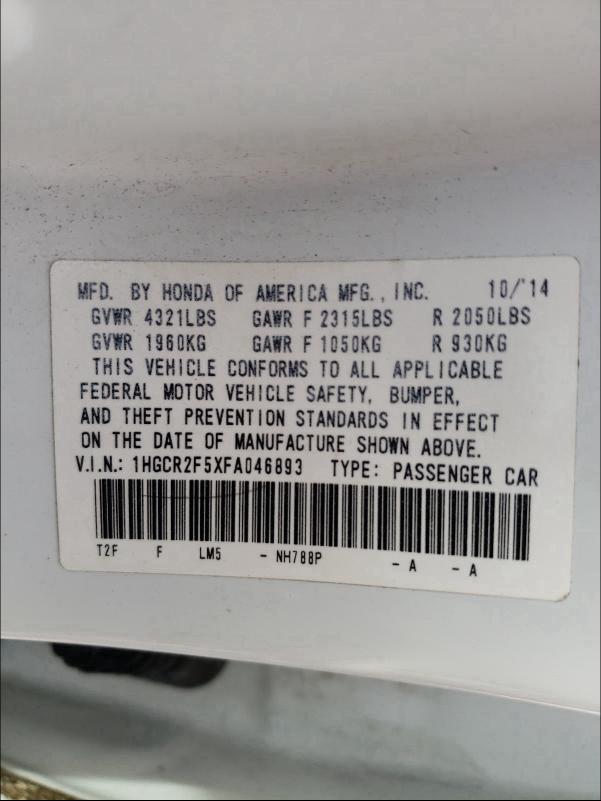 MFD. BY HONDA OF AMERICA MFG., INC. 10/'14
GVWR 4321LBS GAWR F 2315LBS R 2050LBS
GVWR 1960KG GAWR F 1050KG R 930KG
THIS VEHICLE CONFORMS TO ALL APPLICABLE
FEDERAL MOTOR VEHICLE SAFETY, BUMPER,
AND THEFT PREVENTION STANDARDS IN EFFECT
ON THE DATE OF MANUFACTURE SHOWN ABOVE.
V.I.N.: 1HGCR2F5XFA046893 TYPE: PASSENGER CAR
T2F F LM5 - NH788P - A - A